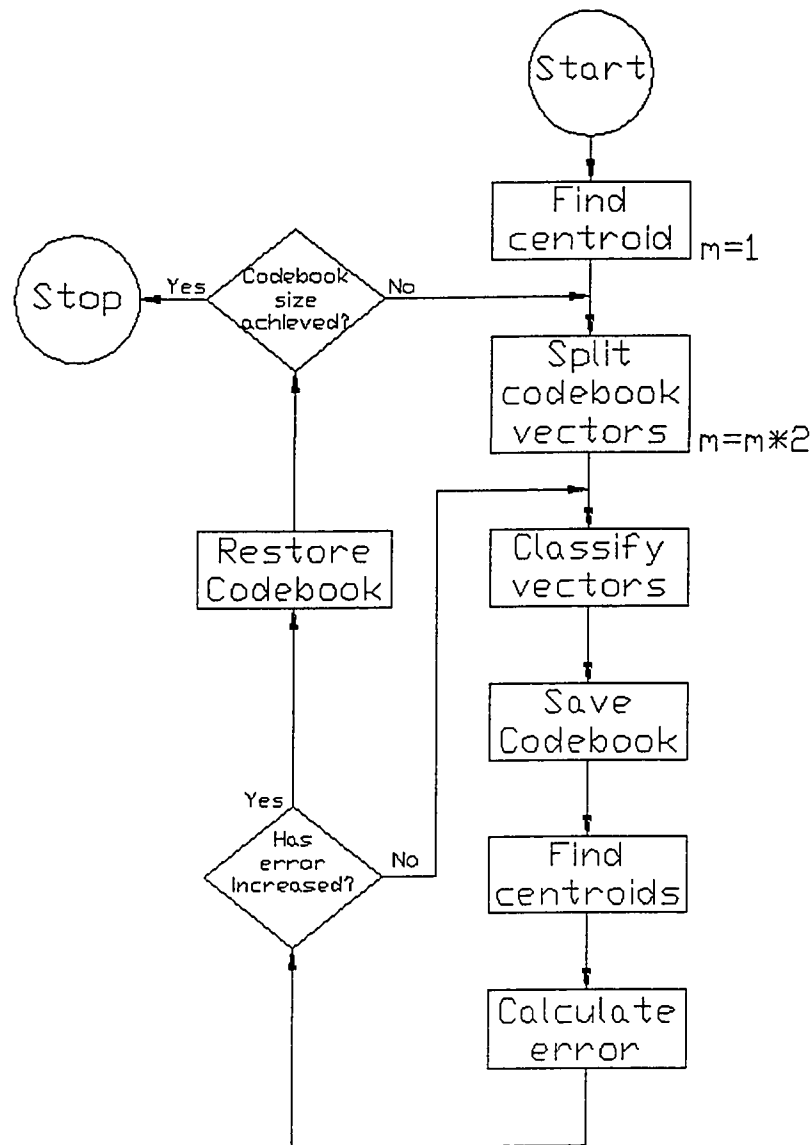 Start
Find
centroid
m=1
Yes
Stop
Codebook
size
achieved?
No
Split
codebook
vectors
m=m*2
Restore
Codebook
Classify
vectors
Save
Codebook
Yes
Has
error
increased?
No
Find
centroids
Calculate
error